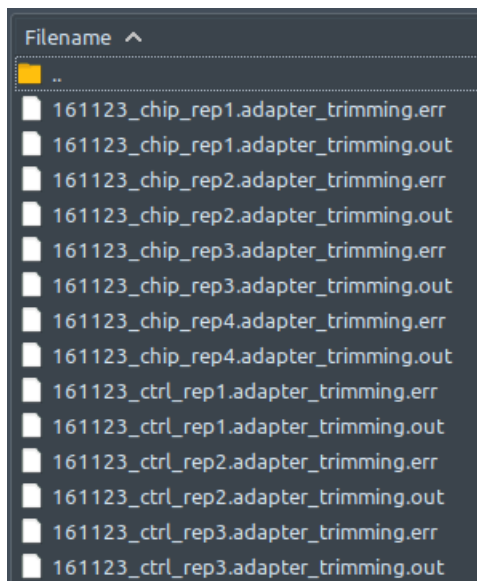 Filename
..
161123_chip_rep1.adapter_trimming.err
161123_chip_rep1.adapter_trimming.out
161123_chip_rep2.adapter_trimming.err
161123_chip_rep2.adapter_trimming.out
161123_chip_rep3.adapter_trimming.err
161123_chip_rep3.adapter_trimming.out
161123_chip_rep4.adapter_trimming.err
161123_chip_rep4.adapter_trimming.out
161123_ctrl_rep1.adapter_trimming.err
161123_ctrl_rep1.adapter_trimming.out
161123_ctrl_rep2.adapter_trimming.err
161123_ctrl_rep2.adapter_trimming.out
161123_ctrl_rep3.adapter_trimming.err
161123_ctrl_rep3.adapter_trimming.out